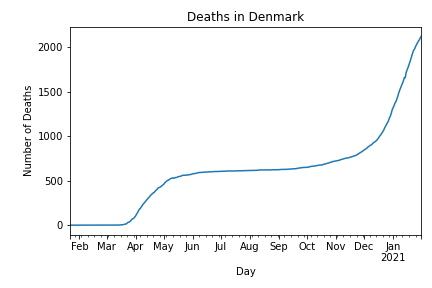 Deaths in Denmark
Number of Deaths
2000
1500
1000
500
0
Feb Mar Apr May Jun Jul Aug Sep Oct Nov Dec Jan
2021
Day